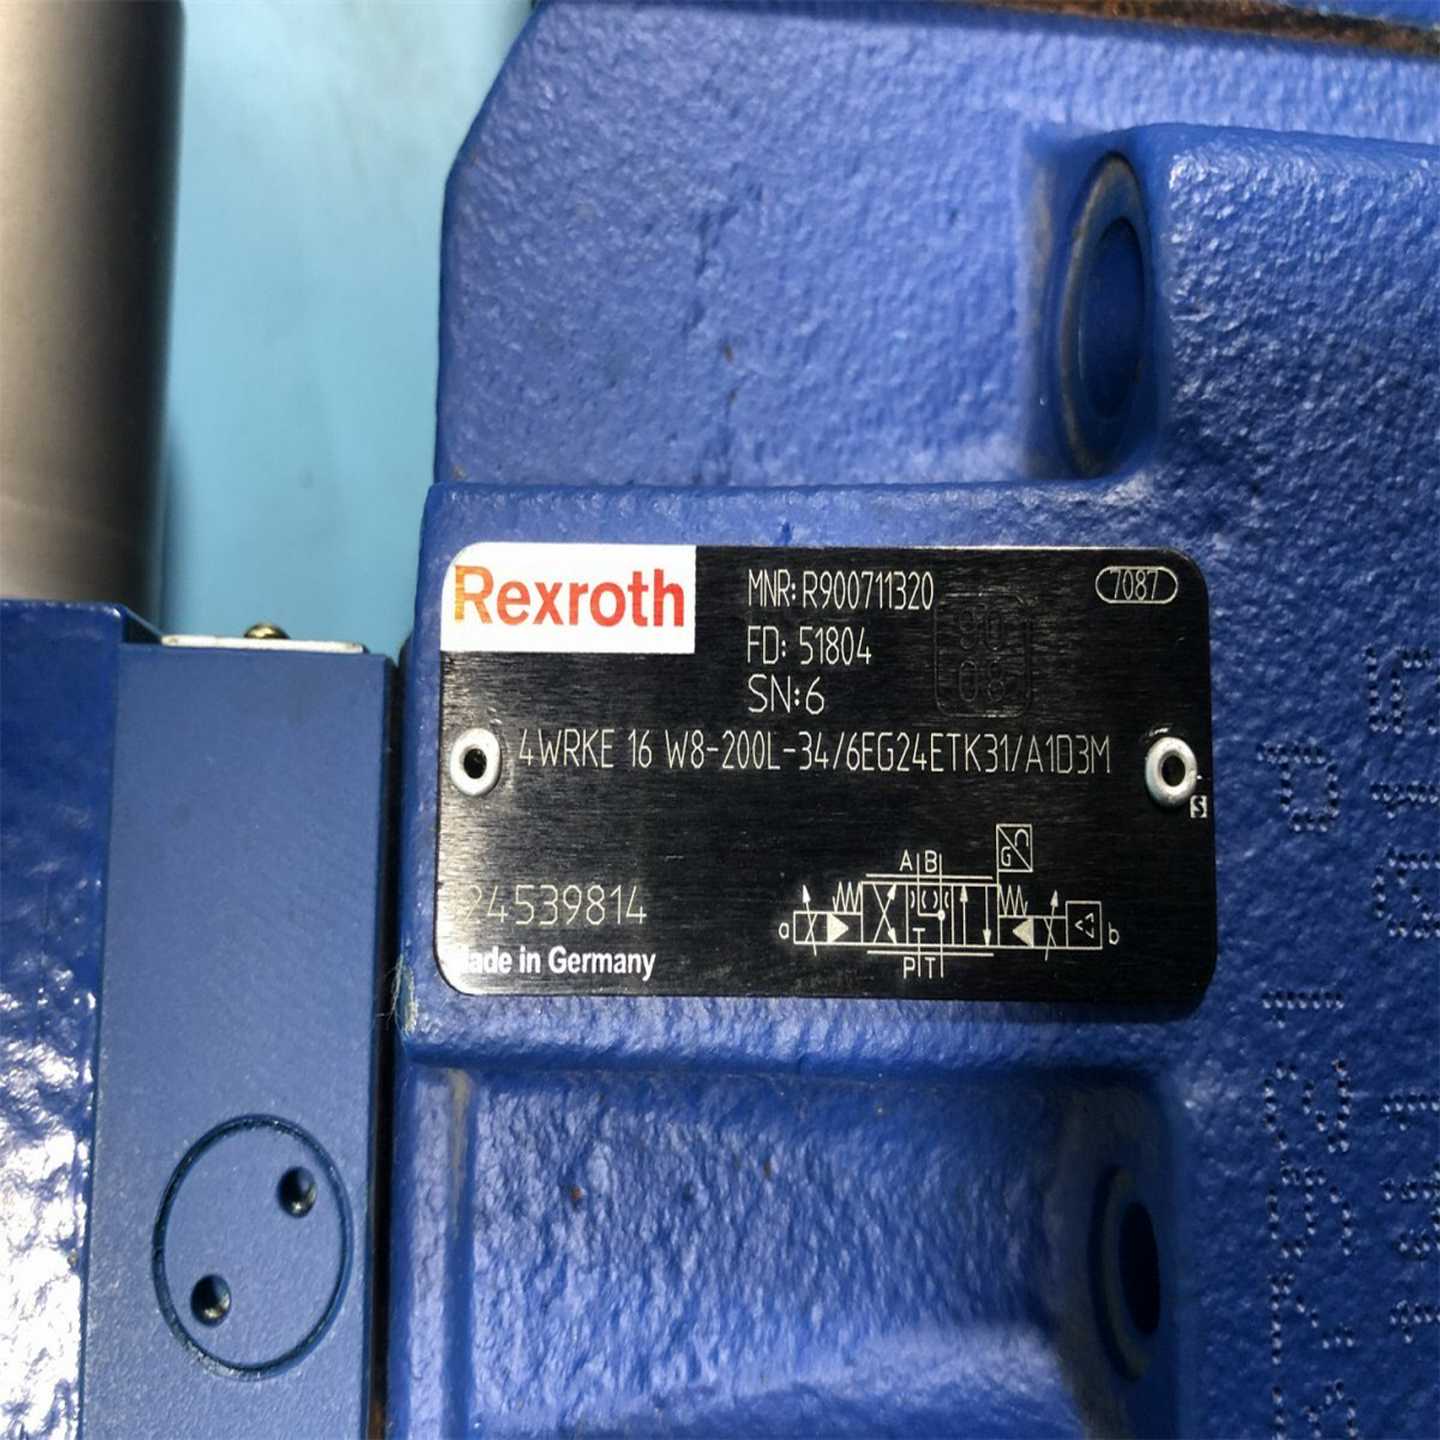 Rexroth
MNR: R900711320
7087
FD: 51804
SN: 6
4WRKE 16 W8-200L-34/6EG24ETK31/A1D3M
S
24539814
Made in Germany
A B
G
a
b
T
P T